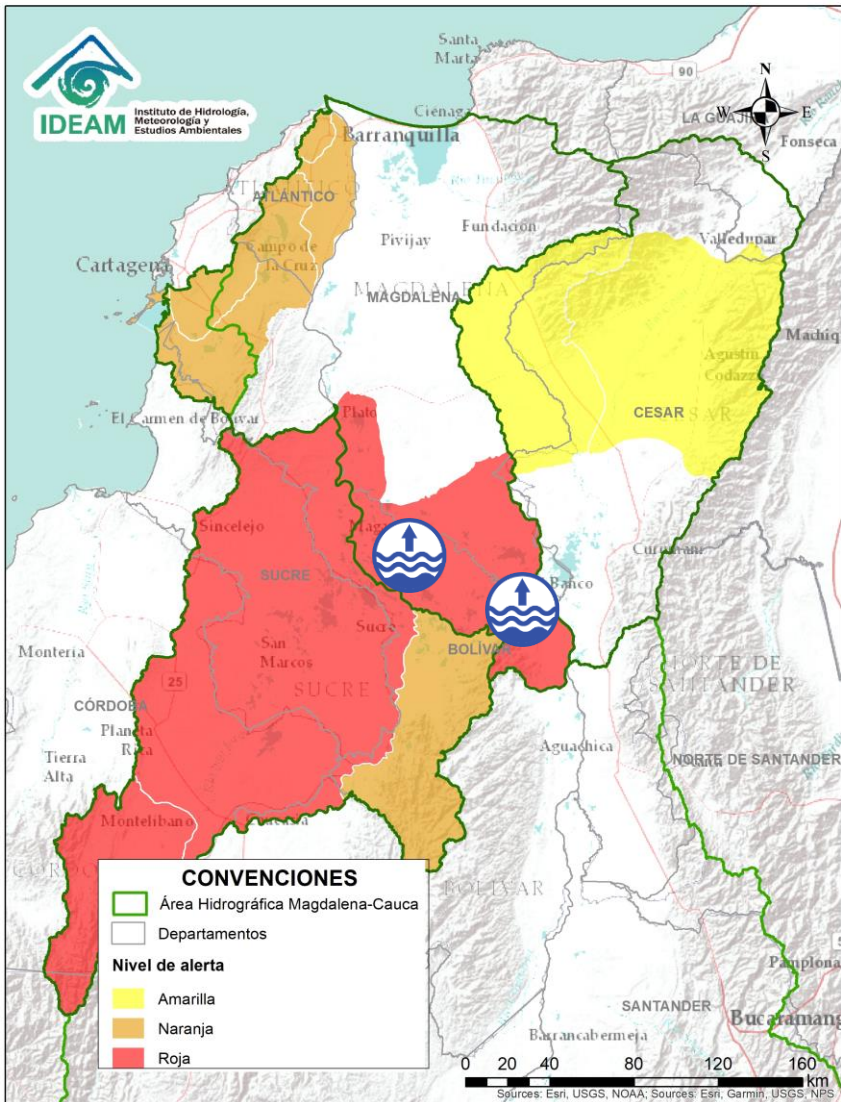 IDEAM
Instituto de Hidrología,
Meteorología y
Estudios Ambientales
Santa
Marta
90
N
W
E
S
Ciénaga
LA GUAJIRA
Fonseca
Barranquilla
ATLANTICO
Fundación
Pivijay
Valledupar
Campo de
la Cruz
Cartagena
MAGDALENA
MAGDALENA
Agustín
Codazzi
El Carmen de Bolívar
Plato
CESAR
Sincelejo
SUCRE
Banco
Sucre
San
Marcos
BOLÍVAR
SUCRE
Montería
25
CÓRDOBA
Planeta
Rica
Tierra
Alta
Aguachica
NORTE DE
SANTANDER
NORTE DE SANTANDER
Montelibano
BOLÍVAR
CONVENCIONES
Área Hidrográfica Magdalena-Cauca
Departamentos
Nivel de alerta
Amarilla
Naranja
Roja
Pamplona
SANTANDER
Bucaramang
Barrancabermeja
0 20 40 80 120 160
km
Sources: Esri, USGS, NOAA; Sources: Esri, Garmin, USGS, NPS